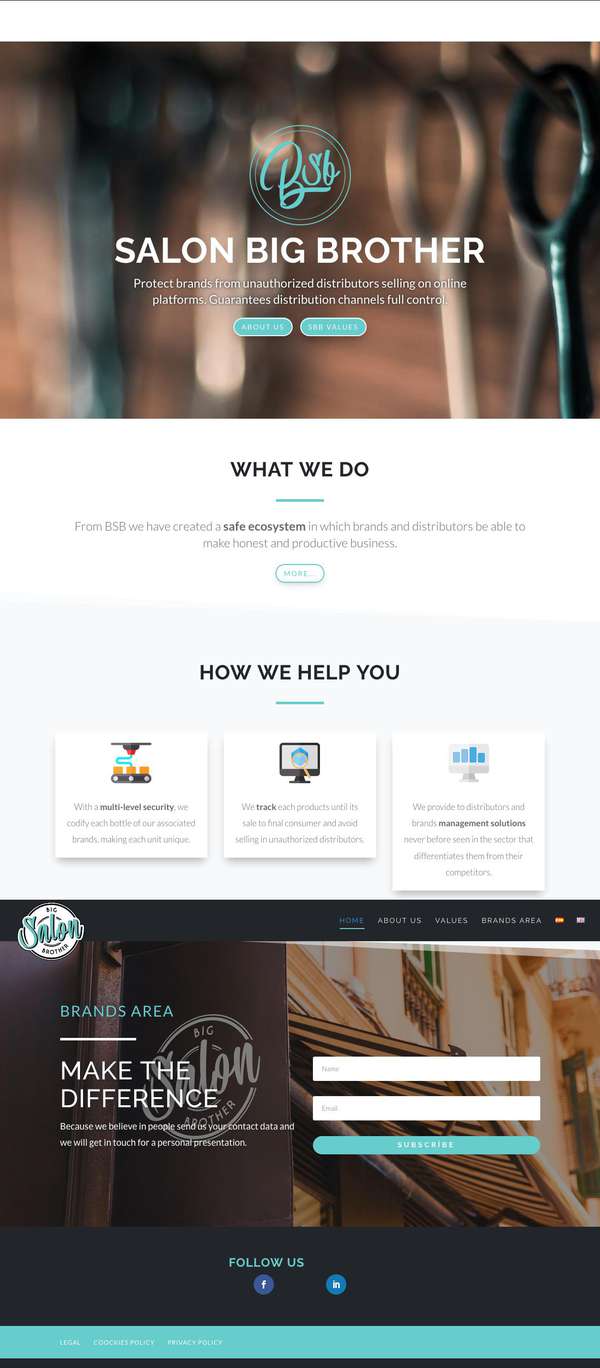 BSb
SALON BIG BROTHER
Protect brands from unauthorized distributors selling on online
platforms. Guarantees distribution channels full control.
ABOUT US
SBB VALUES
WHAT WE DO
From BSB we have created a safe ecosystem in which brands and distributors be able to
make honest and productive business.
MORE...
HOW WE HELP YOU
With a multi-level security, we
codify each bottle of our associated
brands, making each unit unique.
We track each products until its
sale to final consumer and avoid
selling in unauthorized distributors.
We provide to distributors and
brands management solutions
never before seen in the sector that
differentiates them from their
competitors.
BIG
Salon
BROTHER
HOME
ABOUT US
VALUES
BRANDS AREA
BRANDS AREA
BIG
Salon
BROTHER
MAKE THE
DIFFERENCE
Because we believe in people send us your contact data and
we will get in touch for a personal presentation.
Name
Email
SUBSCRÍBE
FOLLOW US
f
in
LEGAL
COOCKIES POLICY
PRIVACY POLICY